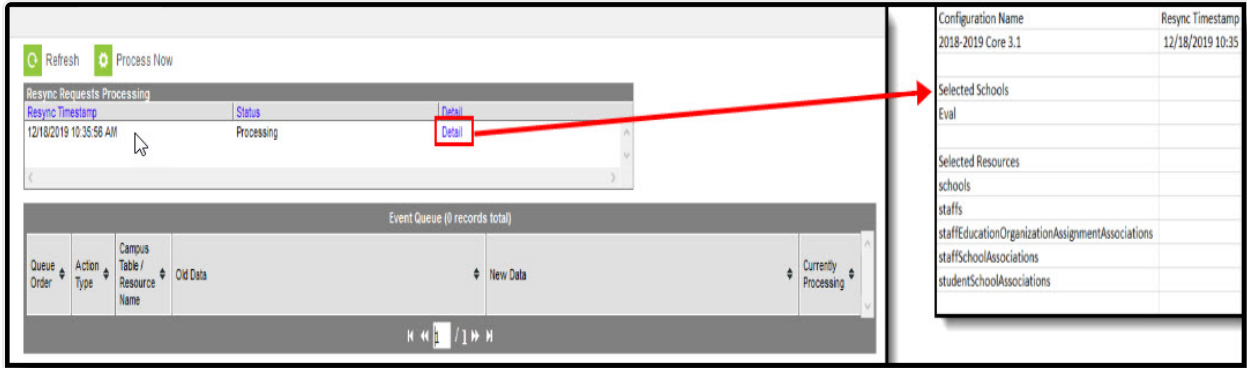 Refresh Process Now
Resync Requests Processing
Resync Timestamp Status Detail
12/18/2019 10:35:56 AM Processing Detail
Event Queue (0 records total)
Queue Order Action Type Campus Table / Resource Name Old Data New Data Currently Processing
1 / 1
Configuration Name Resync Timestamp
2018-2019 Core 3.1 12/18/2019 10:35
Selected Schools
Eval
Selected Resources
schools
staffs
staffEducationOrganizationAssignmentAssociations
staffSchoolAssociations
studentSchoolAssociations